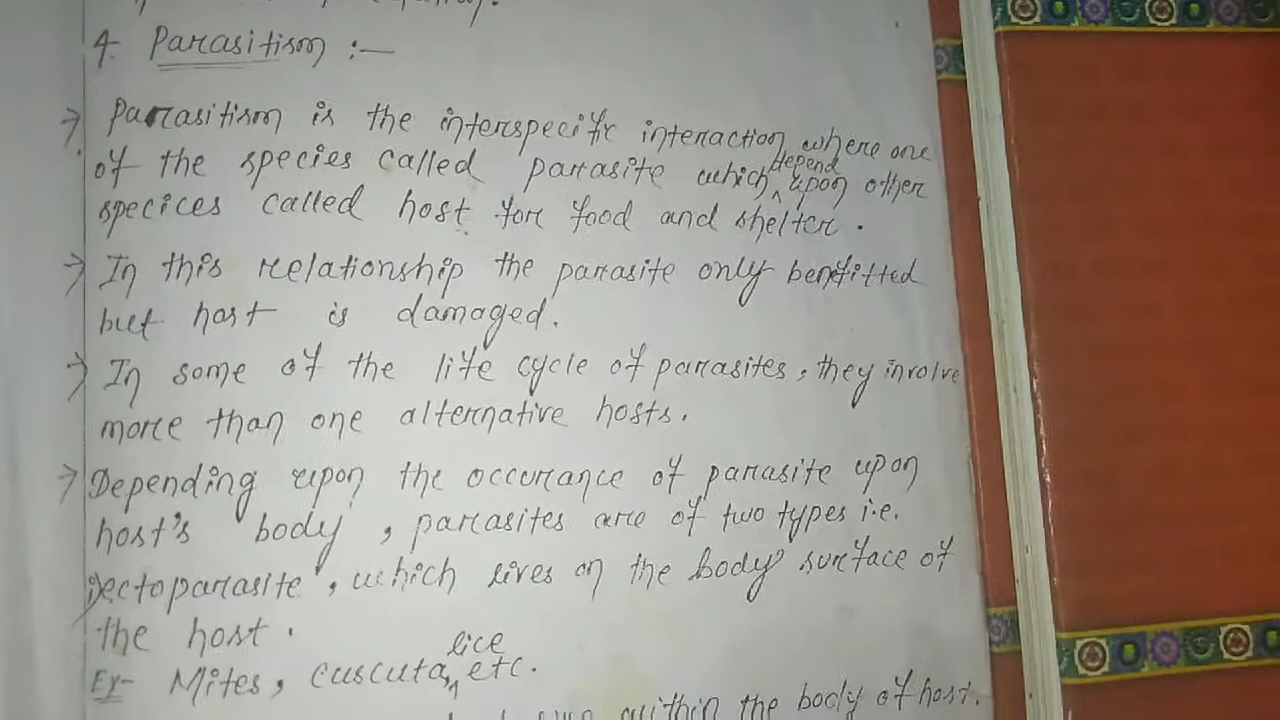 4. Parasitism :—
→ Parasitism is the interspecific interaction where one
of the species called parasite which depend upon other
specices called host for food and shelter.
→ In this relationship the parasite only benifitted
but host is damaged.
→ In some of the life cycle of parasites, they involve
more than one alternative hosts.
→ Depending upon the occurance of parasite upon
host's body, parasites are of two types i.e.
ectoparasite', which lives on the body surface of
the host.
Ex- Mites, cuscuta, lice etc.
within the body of host.